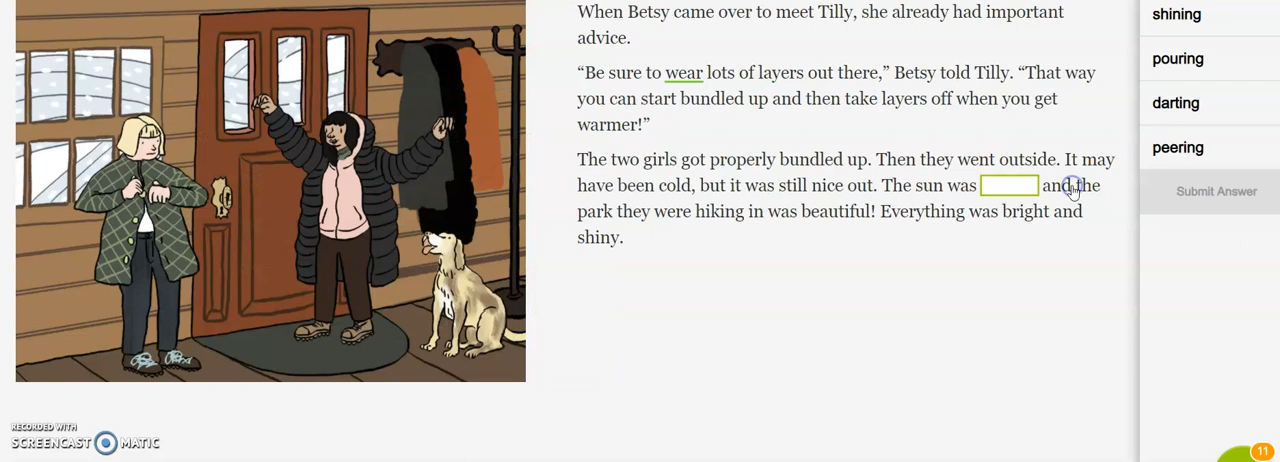 When Betsy came over to meet Tilly, she already had important
advice.
“Be sure to wear lots of layers out there,” Betsy told Tilly. “That way
you can start bundled up and then take layers off when you get
warmer!”
The two girls got properly bundled up. Then they went outside. It may
have been cold, but it was still nice out. The sun was and the
park they were hiking in was beautiful! Everything was bright and
shiny.
shining
pouring
darting
peering
Submit Answer
RECORDED WITH
SCREENCAST MATIC
11